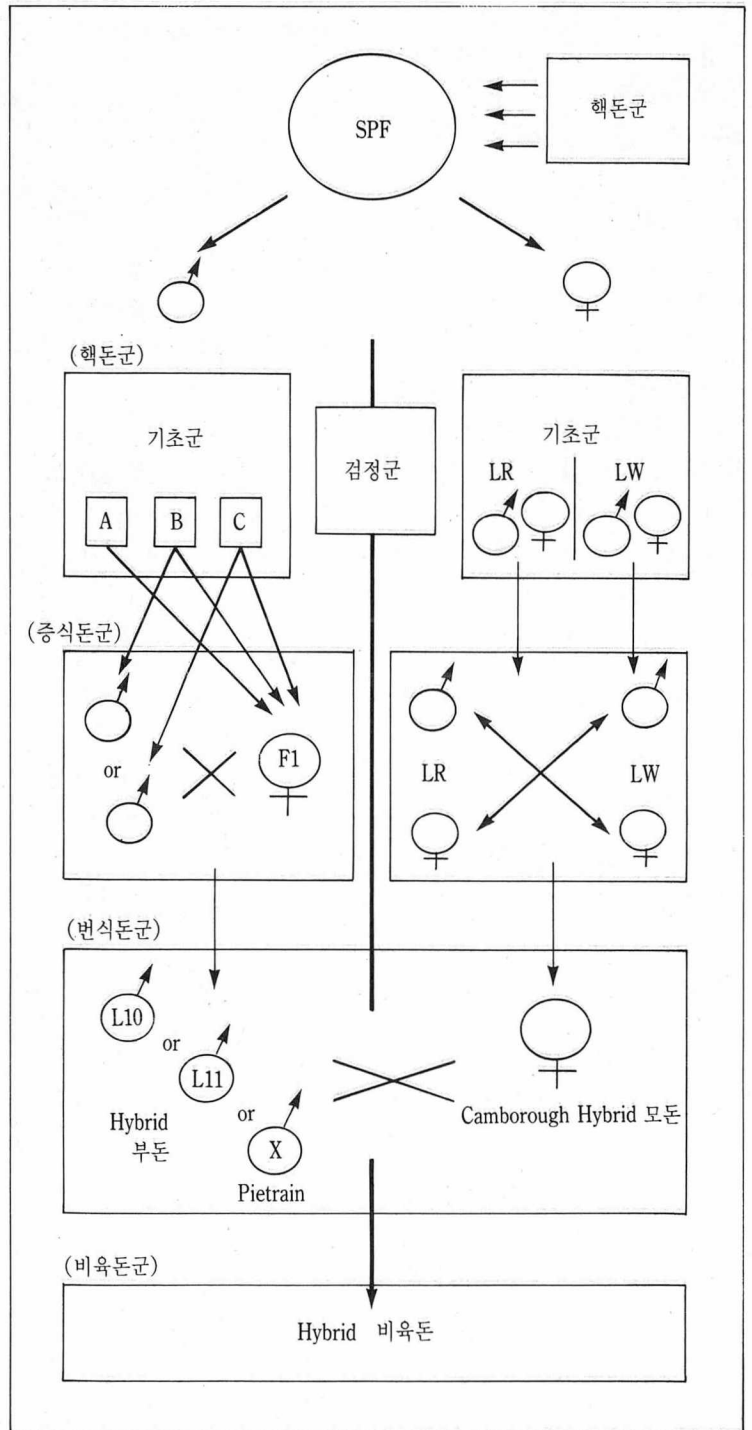 핵돈군
SPF
(핵돈군)
기초군
A B C
검정군
기초군
LR LW
(증식돈군)
or
F1
LR LW
(번식돈군)
L10
or
L11
or
X
Hybrid
부돈
Pietrain
Camborough Hybrid 모돈
(비육돈군)
Hybrid 비육돈